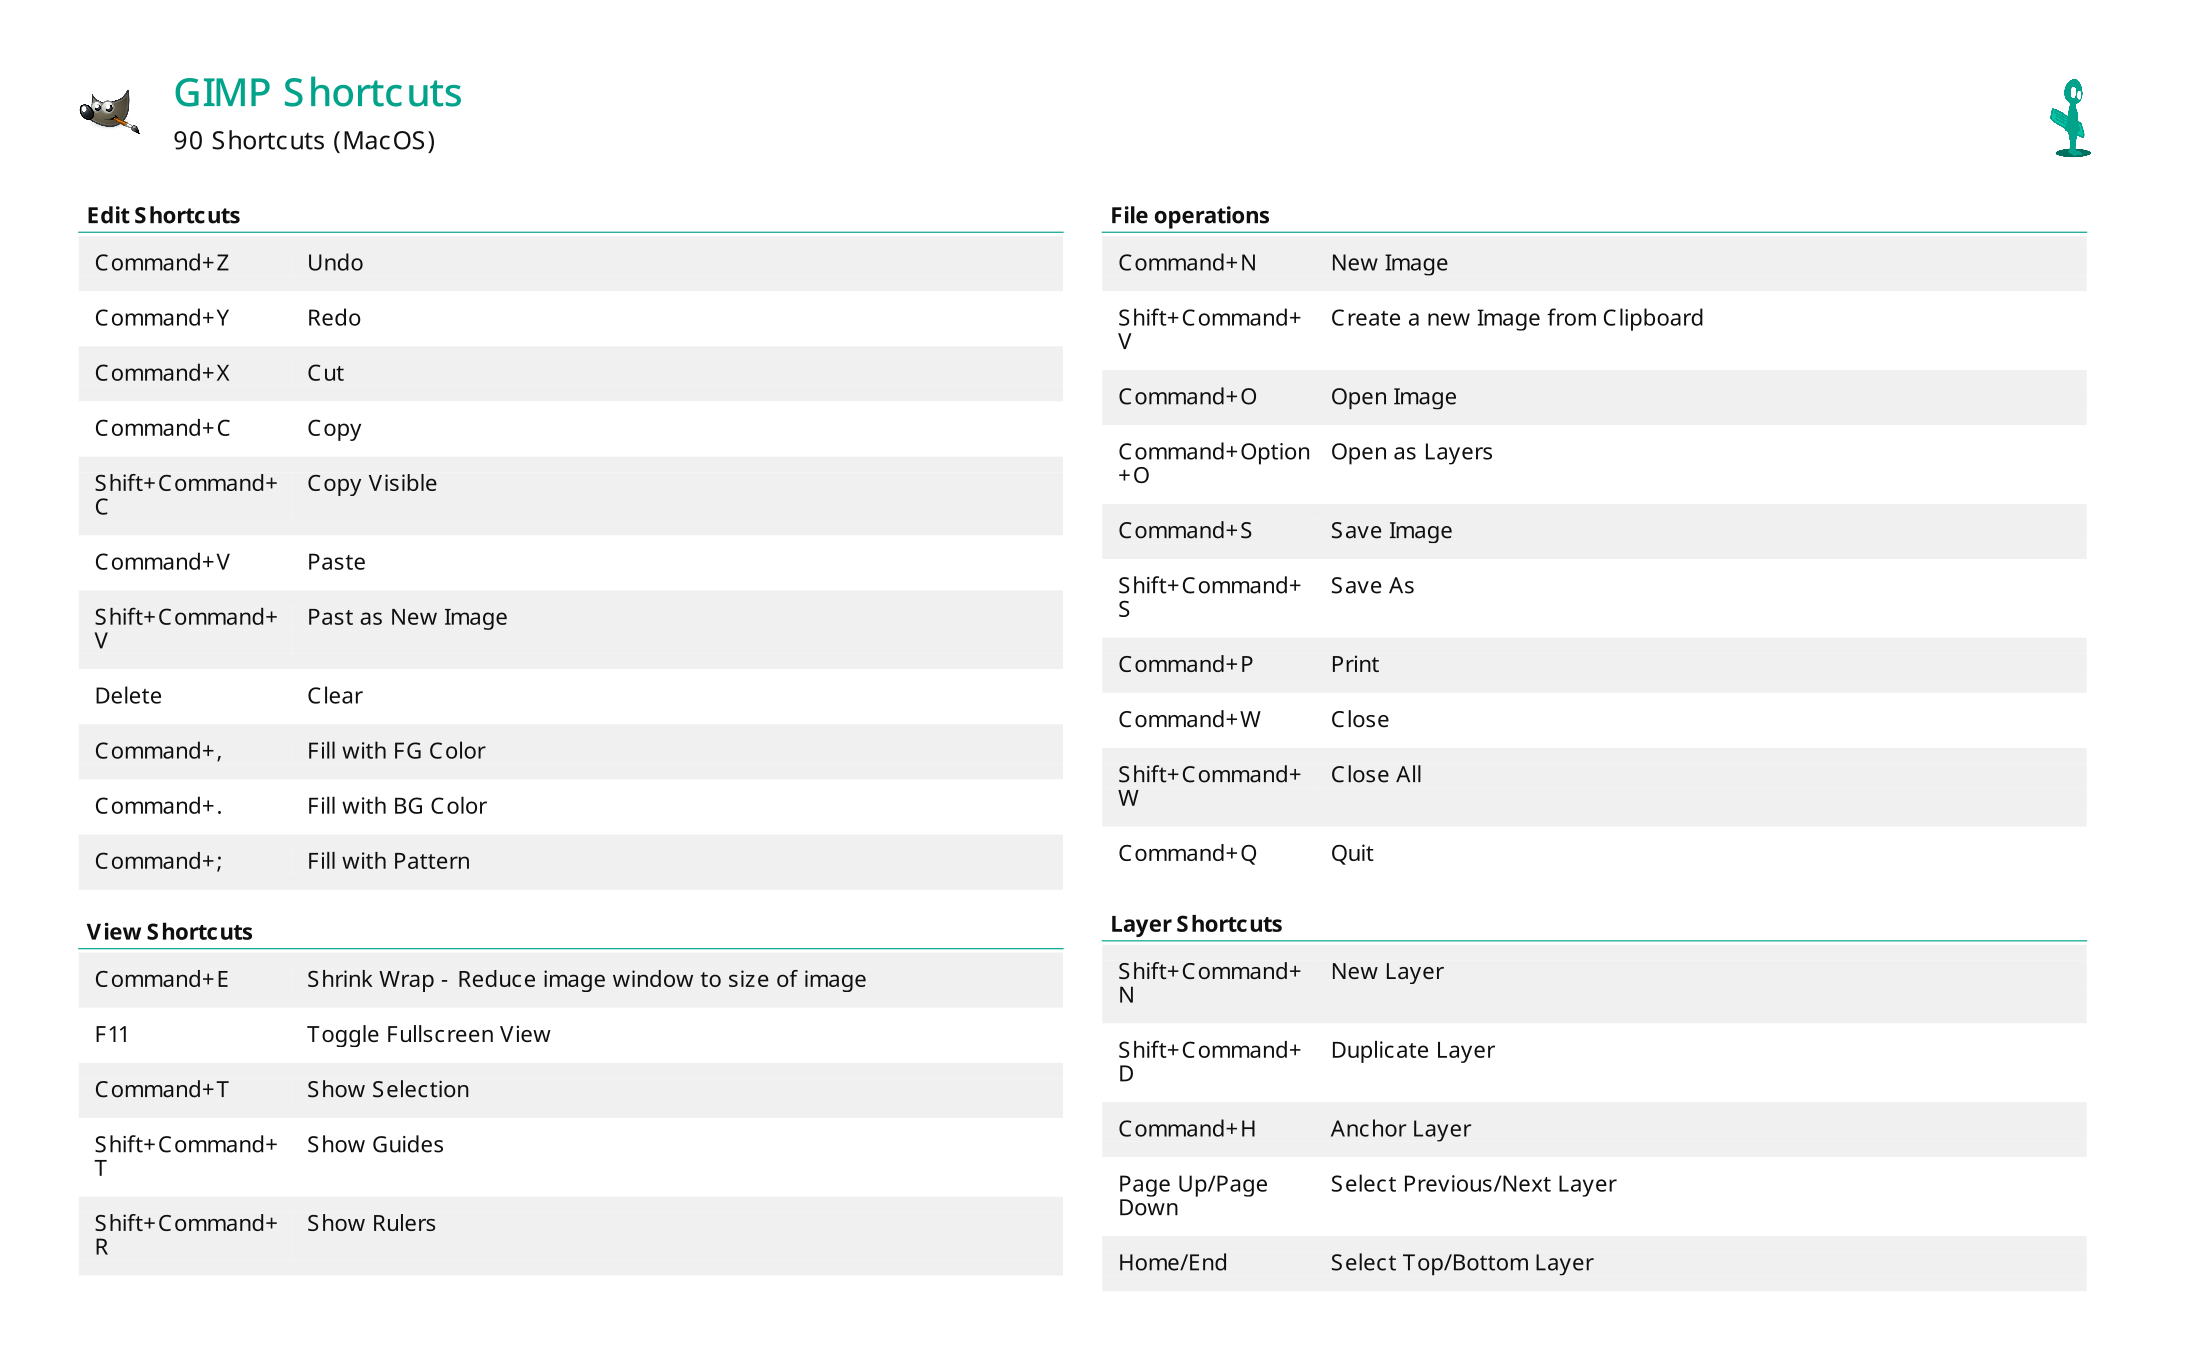 GIMP Shortcuts
90 Shortcuts (MacOS)
Edit Shortcuts
Command+Z Undo
Command+Y Redo
Command+X Cut
Command+C Copy
Shift+Command+ Copy Visible
C
Command+V Paste
Shift+Command+ Past as New Image
V
Delete Clear
Command+, Fill with FG Color
Command+. Fill with BG Color
Command+; Fill with Pattern
View Shortcuts
Command+E Shrink Wrap - Reduce image window to size of image
F11 Toggle Fullscreen View
Command+T Show Selection
Shift+Command+ Show Guides
T
Shift+Command+ Show Rulers
R
File operations
Command+N New Image
Shift+Command+ Create a new Image from Clipboard
V
Command+O Open Image
Command+Option Open as Layers
+O
Command+S Save Image
Shift+Command+ Save As
S
Command+P Print
Command+W Close
Shift+Command+ Close All
W
Command+Q Quit
Layer Shortcuts
Shift+Command+ New Layer
N
Shift+Command+ Duplicate Layer
D
Command+H Anchor Layer
Page Up/Page Select Previous/Next Layer
Down
Home/End Select Top/Bottom Layer